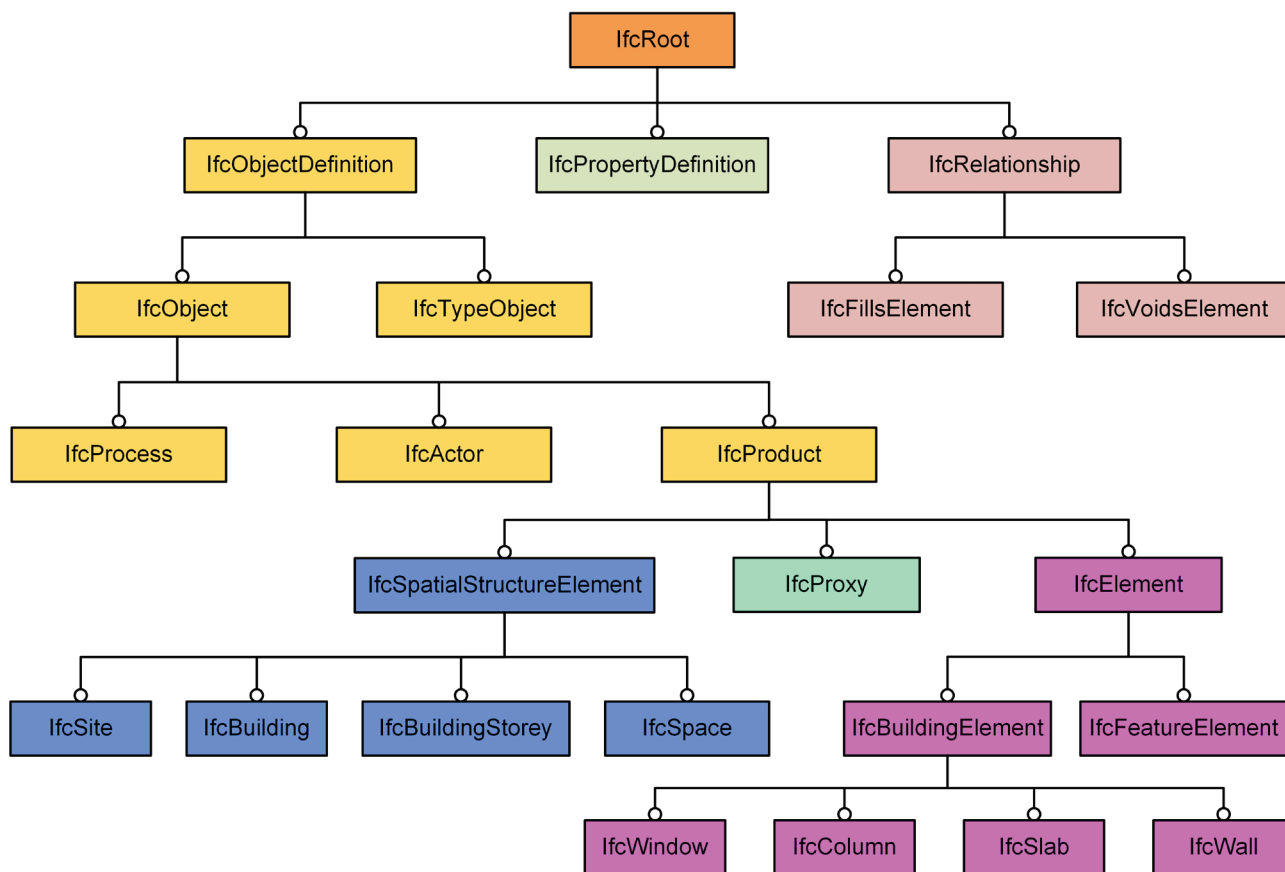 IfcRoot
IfcObjectDefinition
IfcPropertyDefinition
IfcRelationship
IfcObject
IfcTypeObject
IfcFillsElement
IfcVoidsElement
IfcProcess
IfcActor
IfcProduct
IfcSpatialStructureElement
IfcProxy
IfcElement
IfcSite
IfcBuilding
IfcBuildingStorey
IfcSpace
IfcBuildingElement
IfcFeatureElement
IfcWindow
IfcColumn
IfcSlab
IfcWall